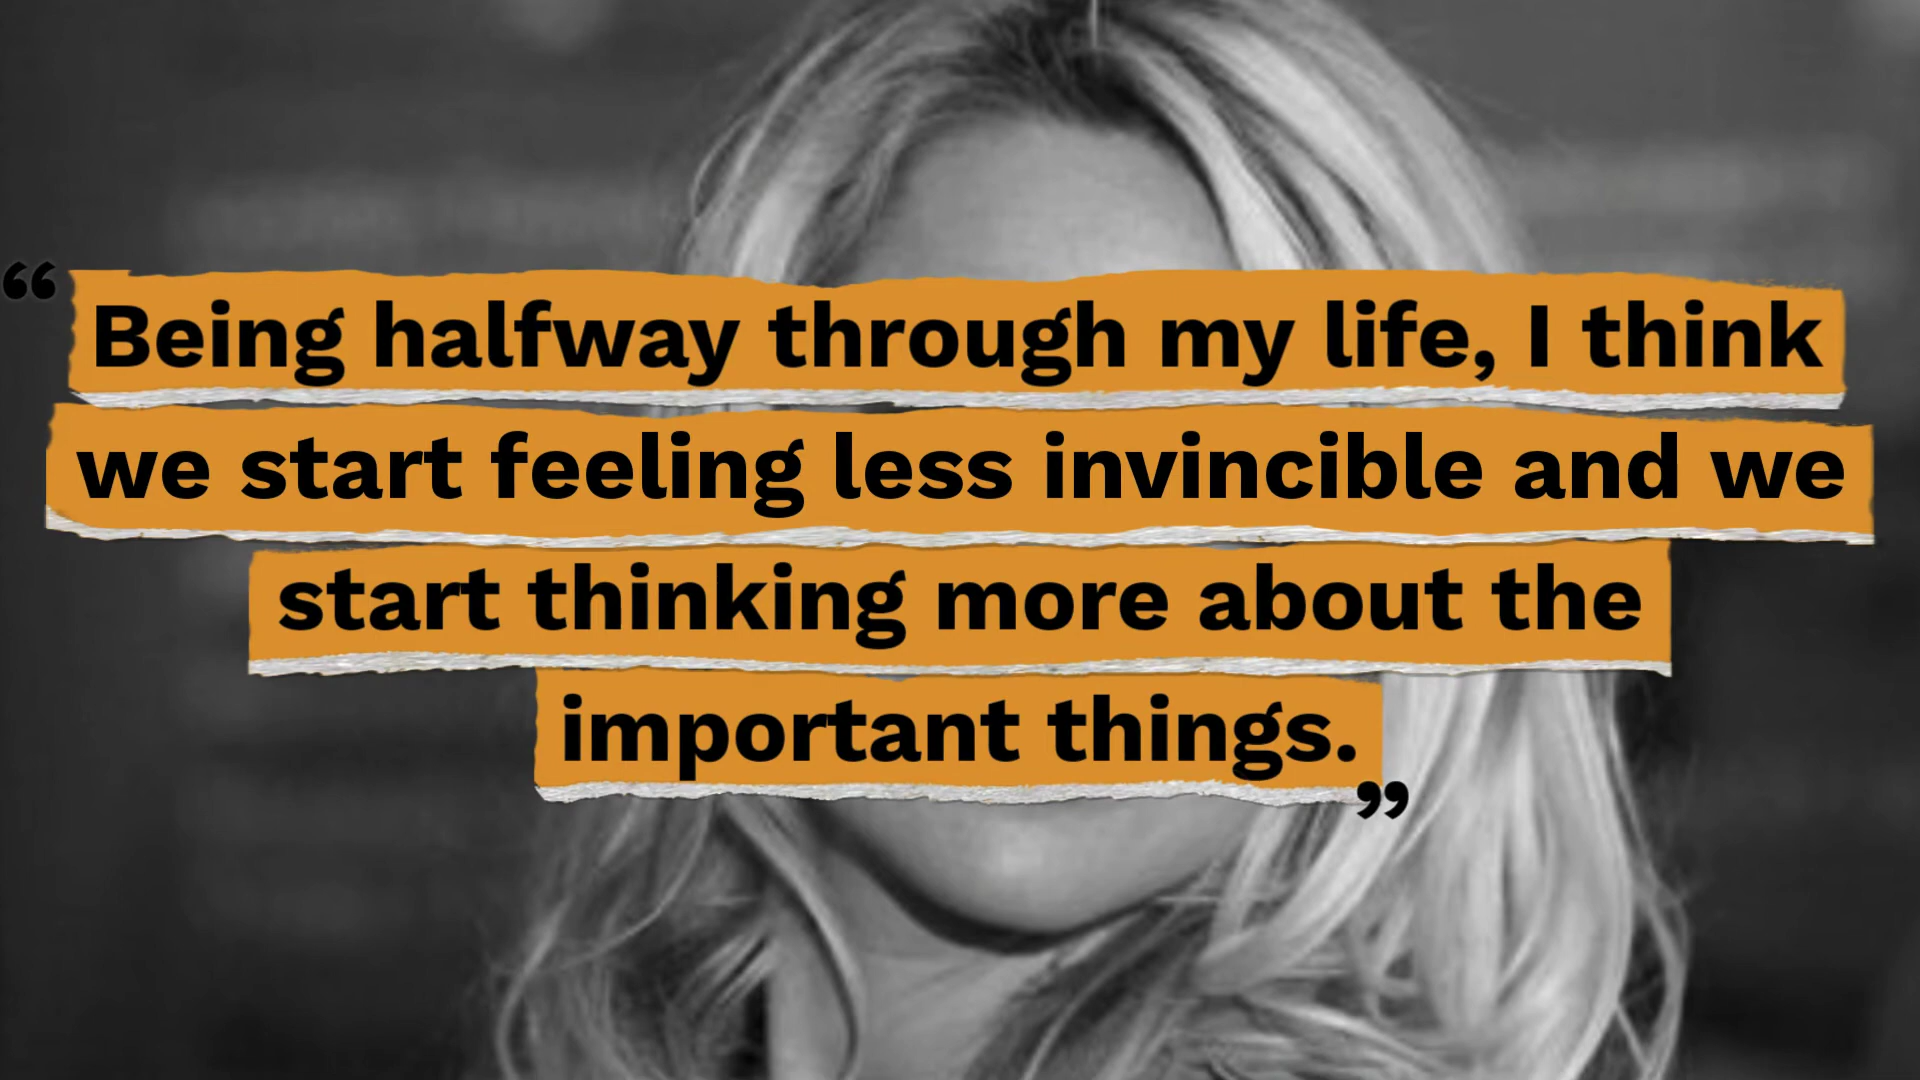 “Being halfway through my life, I think
we start feeling less invincible and we
start thinking more about the
important things.”